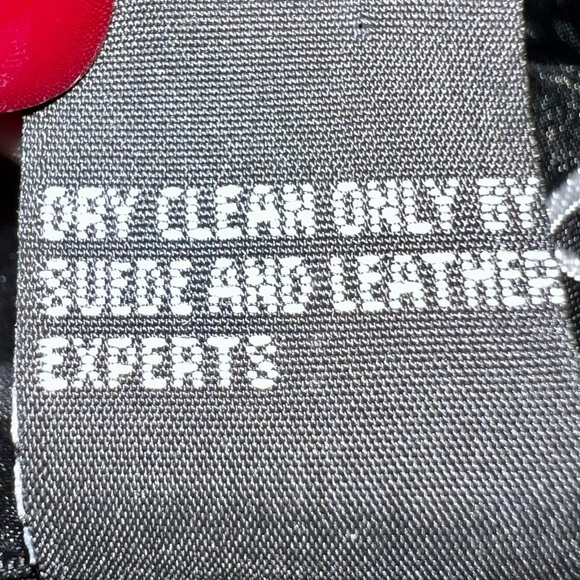 DRY CLEAN ONLY BY
SUEDE AND LEATHER
EXPERTS